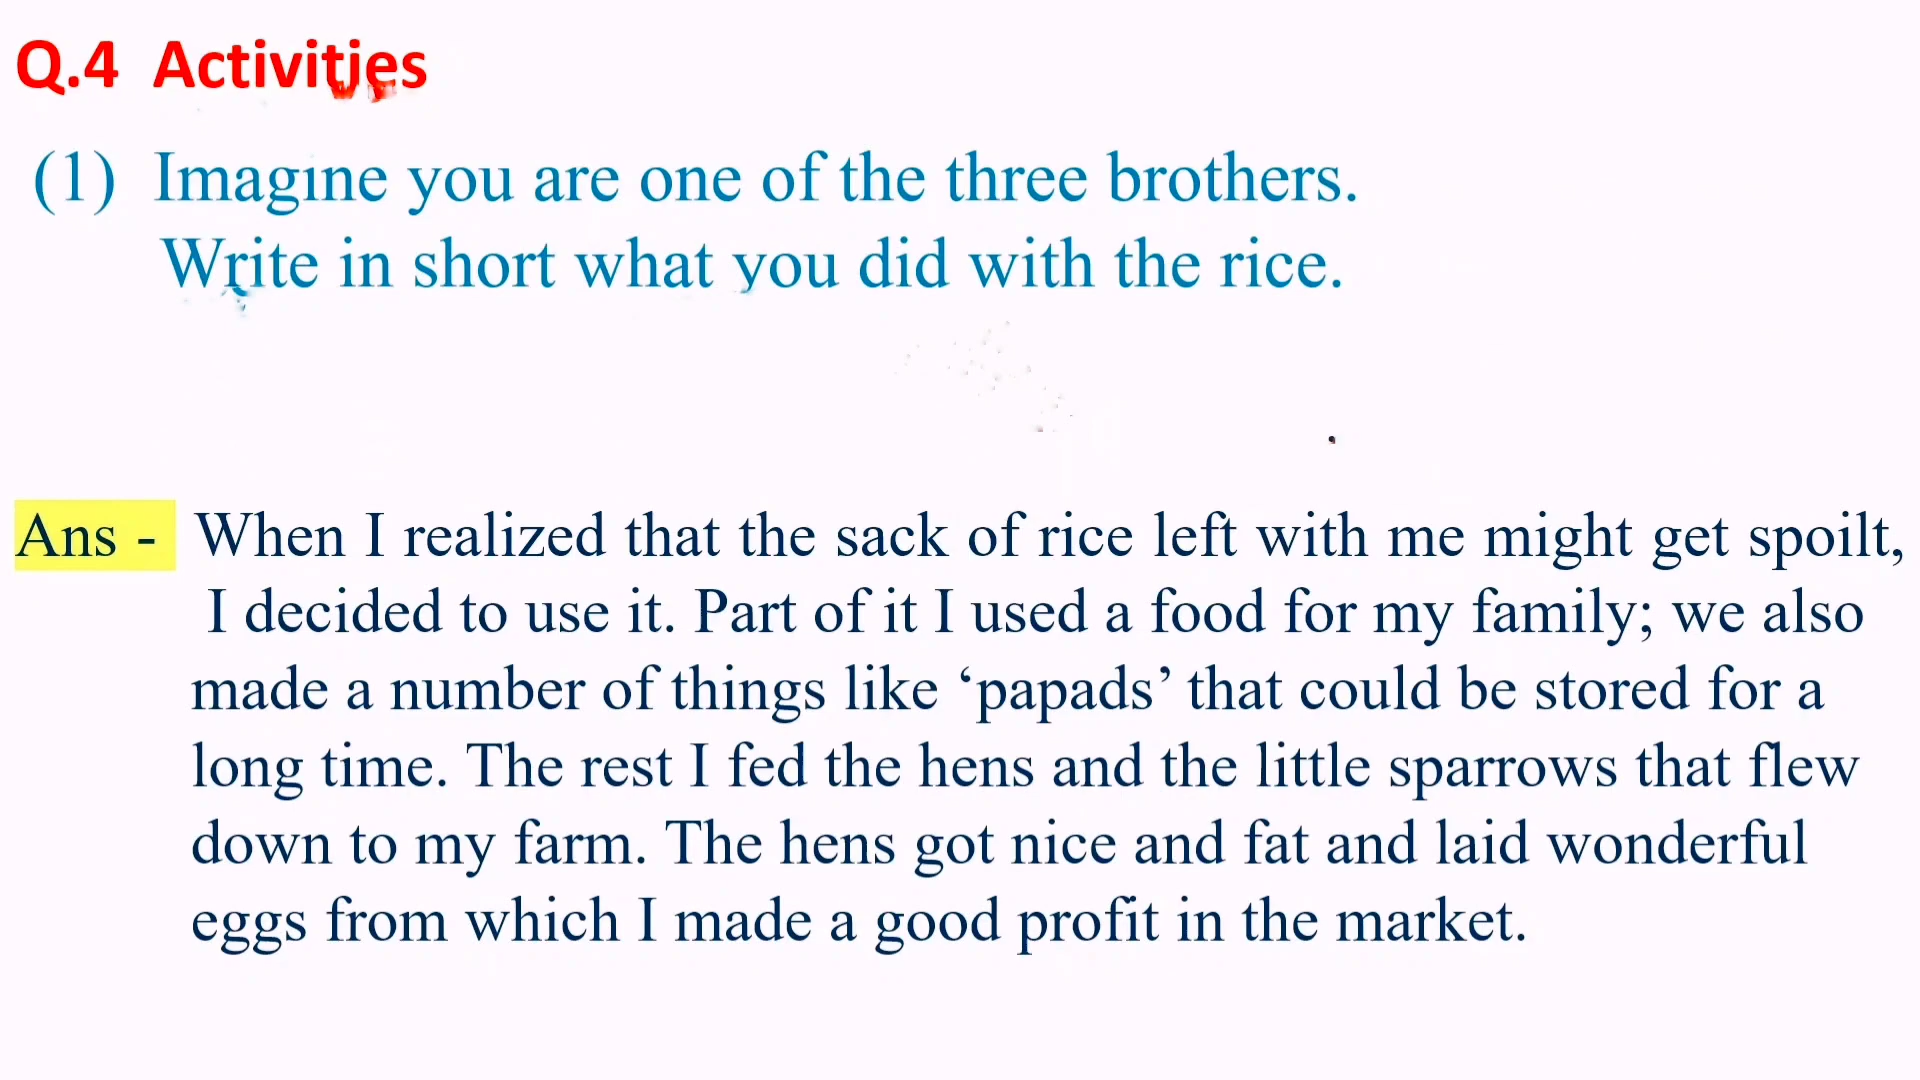 Q.4 Activities
(1) Imagine you are one of the three brothers.
Write in short what you did with the rice.
Ans - When I realized that the sack of rice left with me might get spoilt,
I decided to use it. Part of it I used a food for my family; we also
made a number of things like ‘papads’ that could be stored for a
long time. The rest I fed the hens and the little sparrows that flew
down to my farm. The hens got nice and fat and laid wonderful
eggs from which I made a good profit in the market.